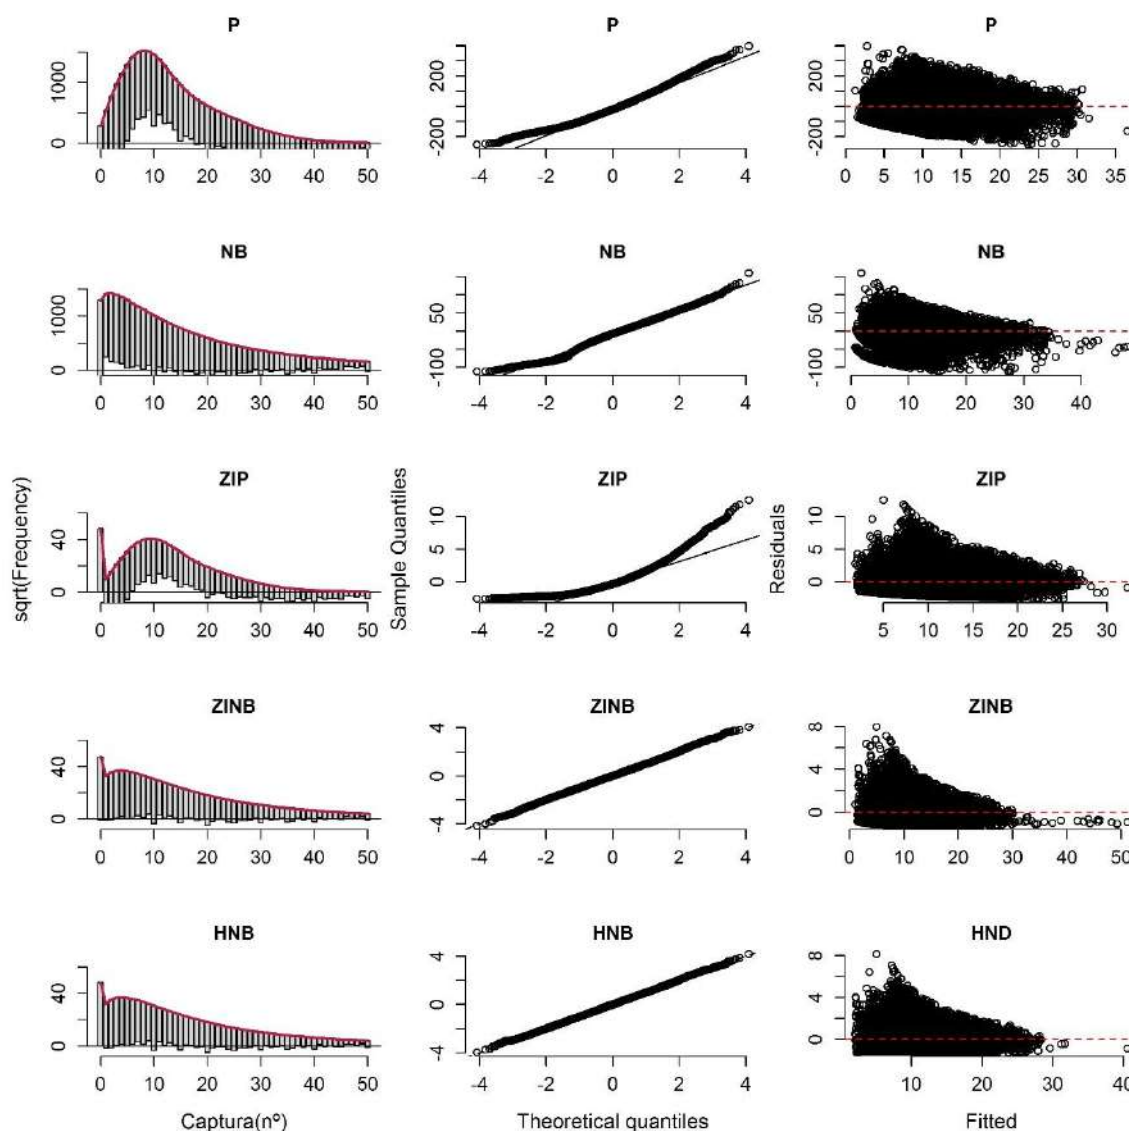 P P P
0 1000
-200 200
-200 200
0 10 20 30 40 50
-4 -2 0 2 4
0 5 10 15 20 25 30 35
NB NB NB
0 1000
-100 50
-100 50
0 10 20 30 40 50
-4 -2 0 2 4
0 10 20 30 40
ZIP ZIP ZIP
sqrt(Frequency)
Sample Quantiles
Residuals
0 40
0 5 10
0 5 10
0 10 20 30 40 50
-4 -2 0 2 4
5 10 15 20 25 30
ZINB ZINB ZINB
0 40
-4 0 4
0 4 8
0 10 20 30 40 50
-4 -2 0 2 4
0 10 20 30 40 50
HNB HNB HND
0 40
-4 0 4
0 4 8
0 10 20 30 40 50
-4 -2 0 2 4
10 20 30 40
Captura(nº) Theoretical quantiles Fitted